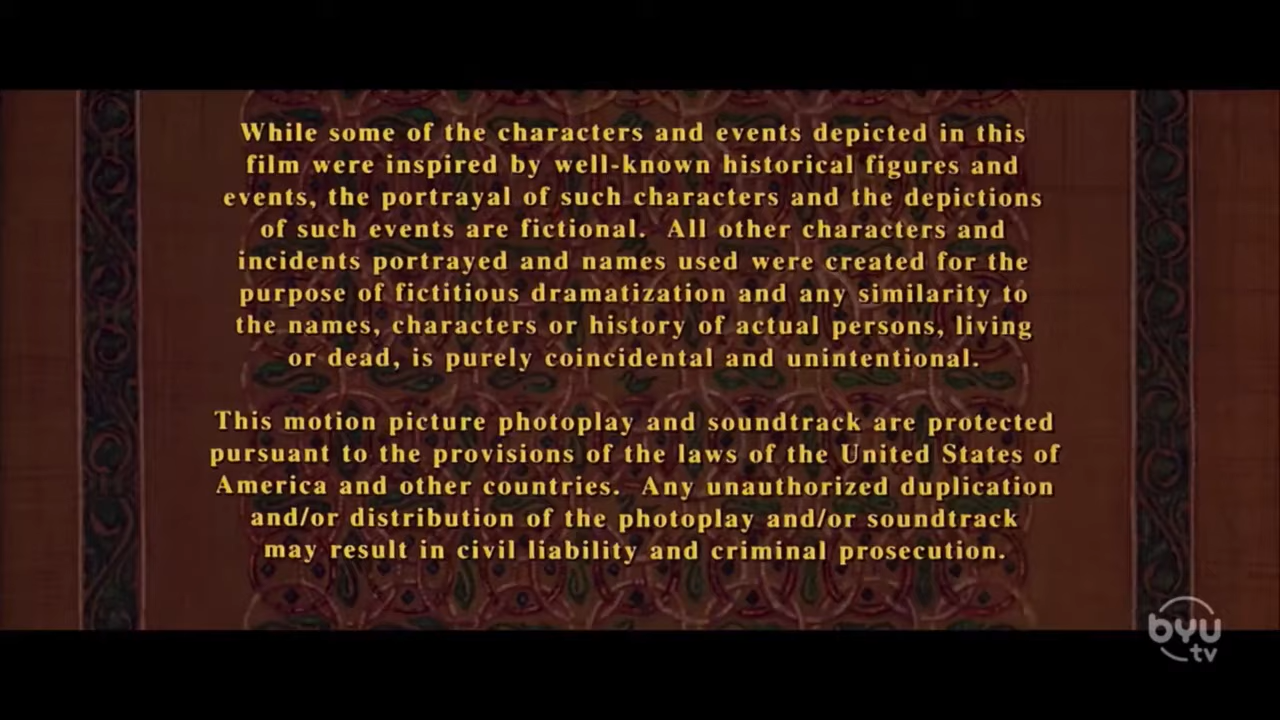 While some of the characters and events depicted in this
film were inspired by well-known historical figures and
events, the portrayal of such characters and the depictions
of such events are fictional.  All other characters and
incidents portrayed and names used were created for the
purpose of fictitious dramatization and any similarity to
the names, characters or history of actual persons, living
or dead, is purely coincidental and unintentional.
This motion picture photoplay and soundtrack are protected
pursuant to the provisions of the laws of the United States of
America and other countries.  Any unauthorized duplication
and/or distribution of the photoplay and/or soundtrack
may result in civil liability and criminal prosecution.
byu
tv